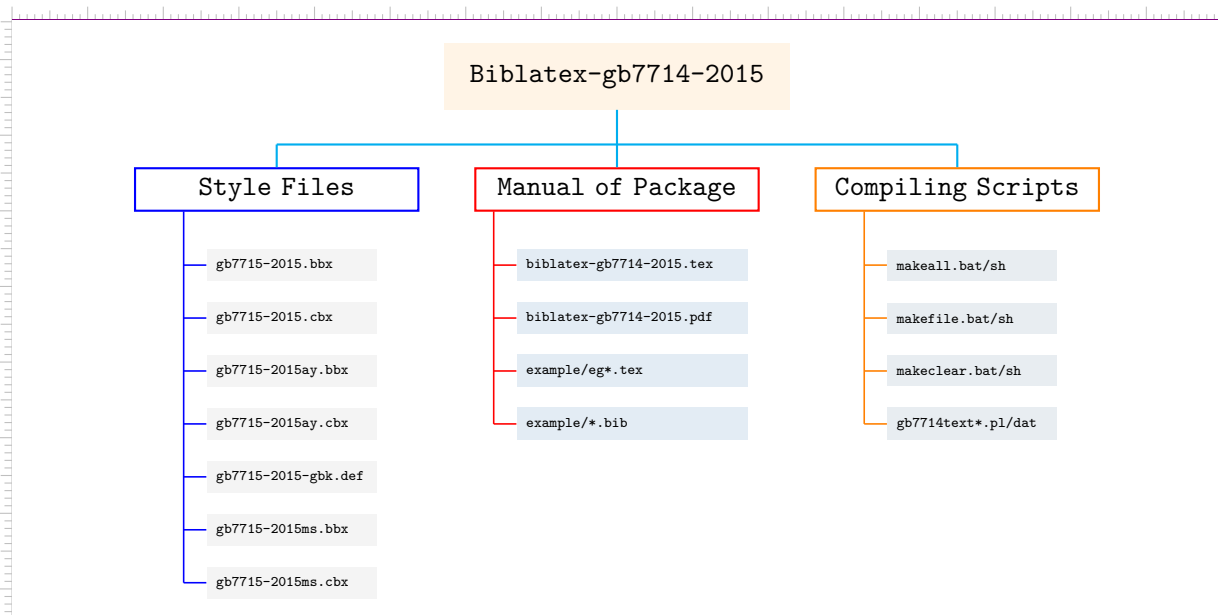 Biblatex-gb7714-2015
Style Files
gb7715-2015.bbx
gb7715-2015.cbx
gb7715-2015ay.bbx
gb7715-2015ay.cbx
gb7715-2015-gbk.def
gb7715-2015ms.bbx
gb7715-2015ms.cbx
Manual of Package
biblatex-gb7714-2015.tex
biblatex-gb7714-2015.pdf
example/eg*.tex
example/*.bib
Compiling Scripts
makeall.bat/sh
makefile.bat/sh
makeclear.bat/sh
gb7714text*.pl/dat